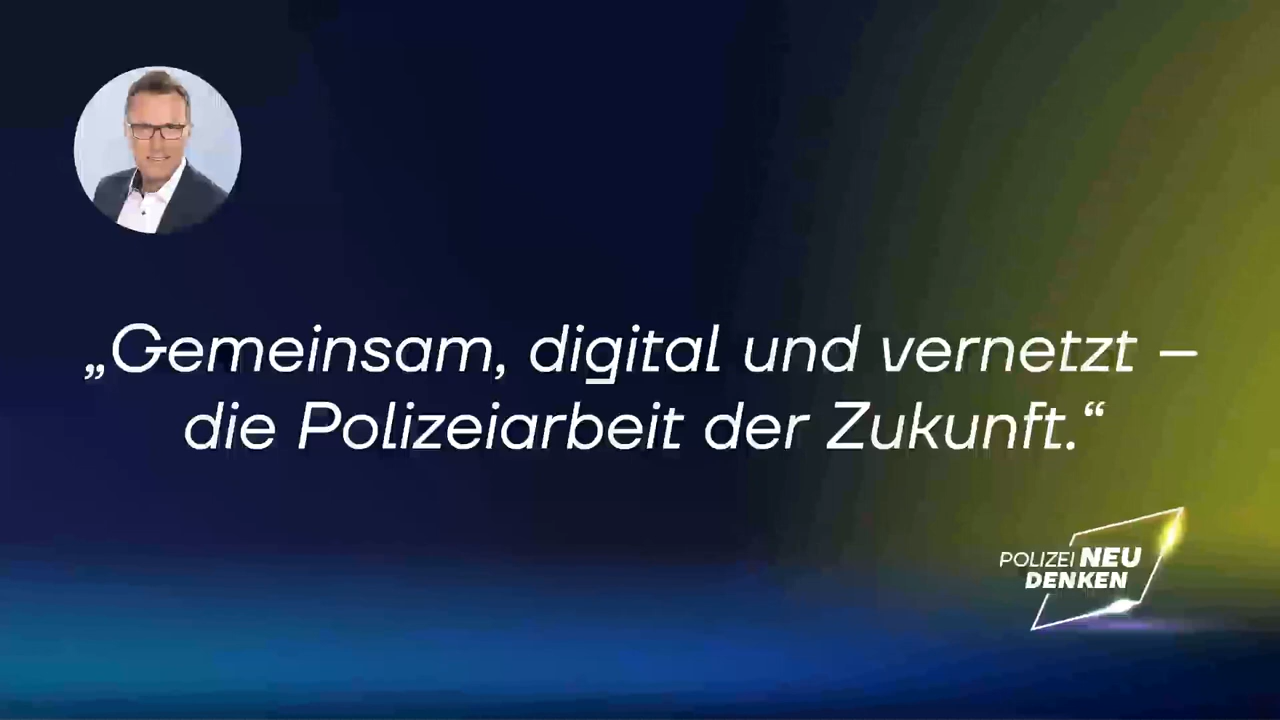 „Gemeinsam, digital und vernetzt –
die Polizeiarbeit der Zukunft.“
POLIZEI NEU
DENKEN